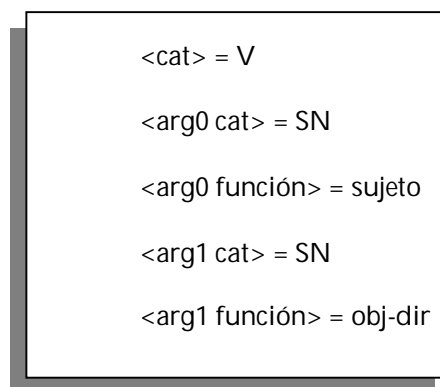 <cat> = V
<arg0 cat> = SN
<arg0 función> = sujeto
<arg1 cat> = SN
<arg1 función> = obj-dir